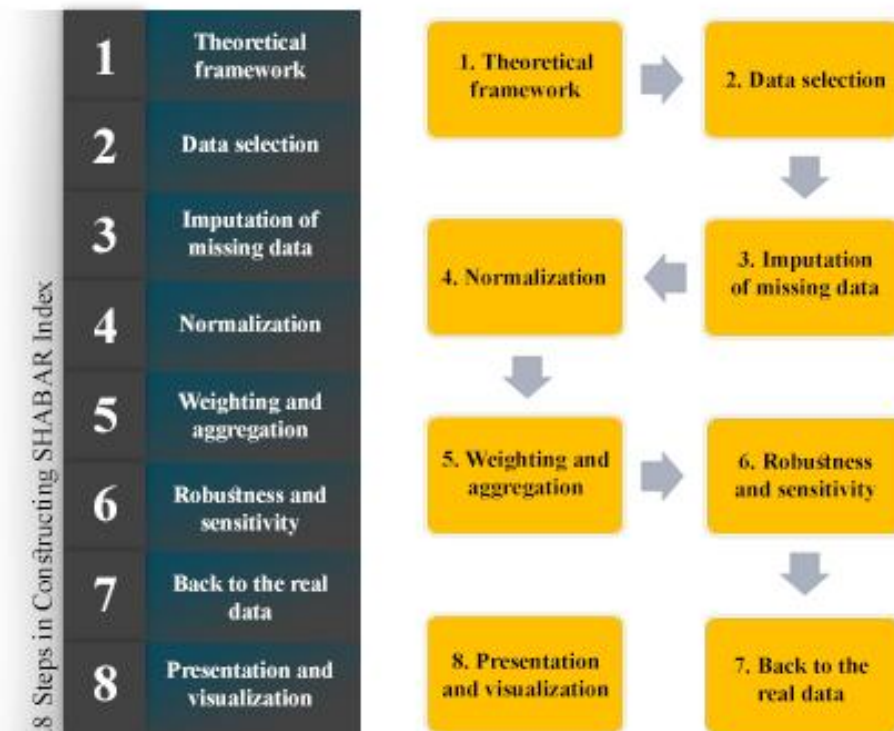 8 Steps in Constructing SHABAR Index
1
Theoretical
framework
2
Data selection
3
Imputation of
missing data
4
Normalization
5
Weighting and
aggregation
6
Robustness and
sensitivity
7
Back to the real
data
8
Presentation and
visualization
1. Theoretical
framework
2. Data selection
3. Imputation
of missing data
4. Normalization
5. Weighting and
aggregation
6. Robustness
and sensitivity
7. Back to the
real data
8. Presentation
and visualization